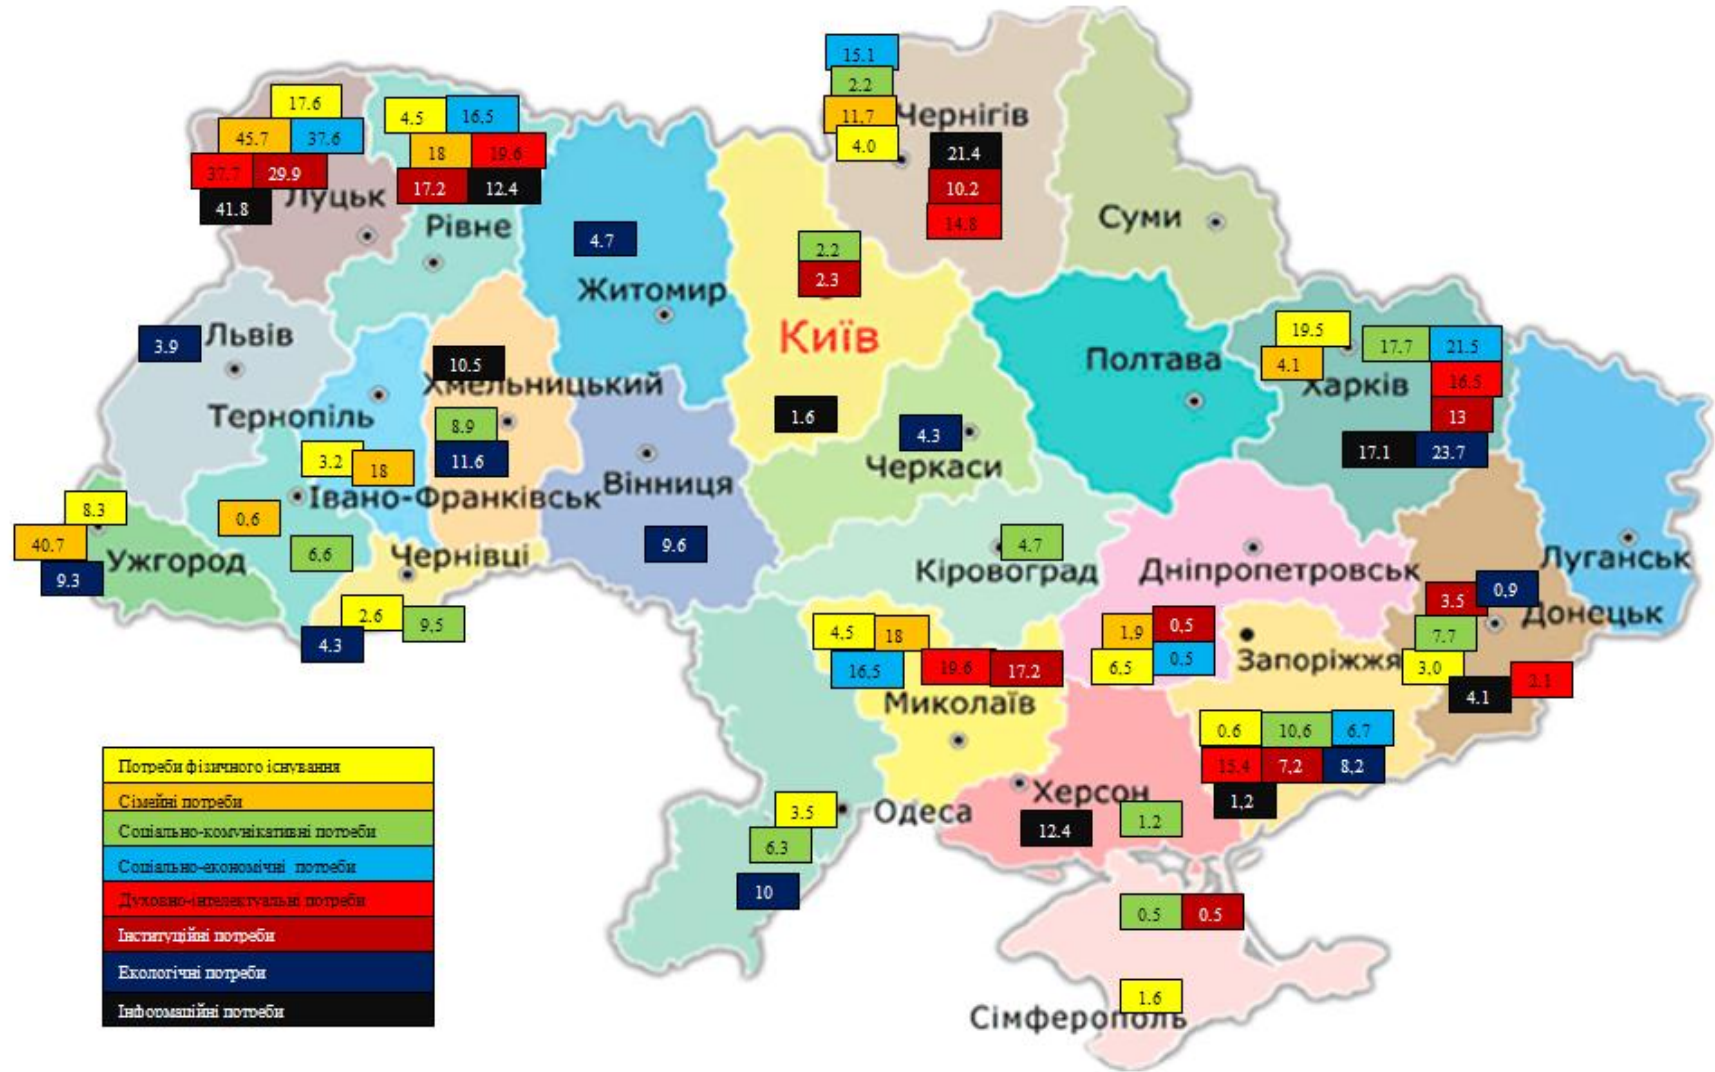 15.1
2.2
11,7
4.0
Чернігів
21.4
10.2
14.8
17.6
45.7 37.6
37.7 29.9
41.8
Луцьк
4.5 16,5
18 19.6
17.2 12.4
Рівне
4.7
Житомир
2.2
2.3
Київ
1.6
Суми
3.9
Львів
Тернопіль
10.5
Хмельницький
8.9
11.6
4.3
Черкаси
Полтава
19.5
4.1
17.7 21.5
16.5
Харків
13
17.1 23.7
3.2 18
Івано-Франківськ
0,6
6,6
Вінниця
9.6
8.3
40.7
9.3
Ужгород
Чернівці
2.6
9,5
4.3
4.7
Кіровоград
Дніпропетровськ
Луганськ
3.5 0,9
Донецьк
7.7
3,0
4.1 2.1
4,5 18
16,5 19.6 17.2
Миколаїв
1,9 0,5
6,5 0.5
Запоріжжя
0.6 10,6 6.7
15.4 7,2 8,2
1,2
3.5
Одеса
6.3
10
Херсон
12.4
1.2
0.5 0.5
1.6
Сімферополь
Потреби фізичного існування
Сімейні потреби
Соціально-комунікативні потреби
Соціально-економічні потреби
Духовно-інтелектуальні потреби
Інституційні потреби
Екологічні потреби
Інформаційні потреби